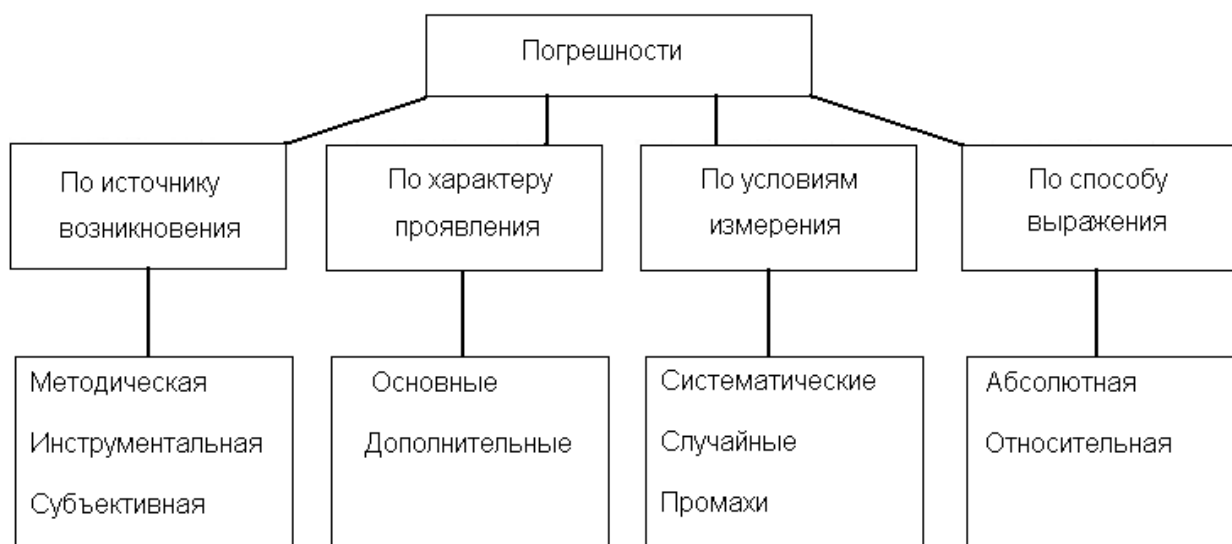 Погрешности
По источнику
возникновения
По характеру
проявления
По условиям
измерения
По способу
выражения
Методическая
Инструментальная
Субъективная
Основные
Дополнительные
Систематические
Случайные
Промахи
Абсолютная
Относительная